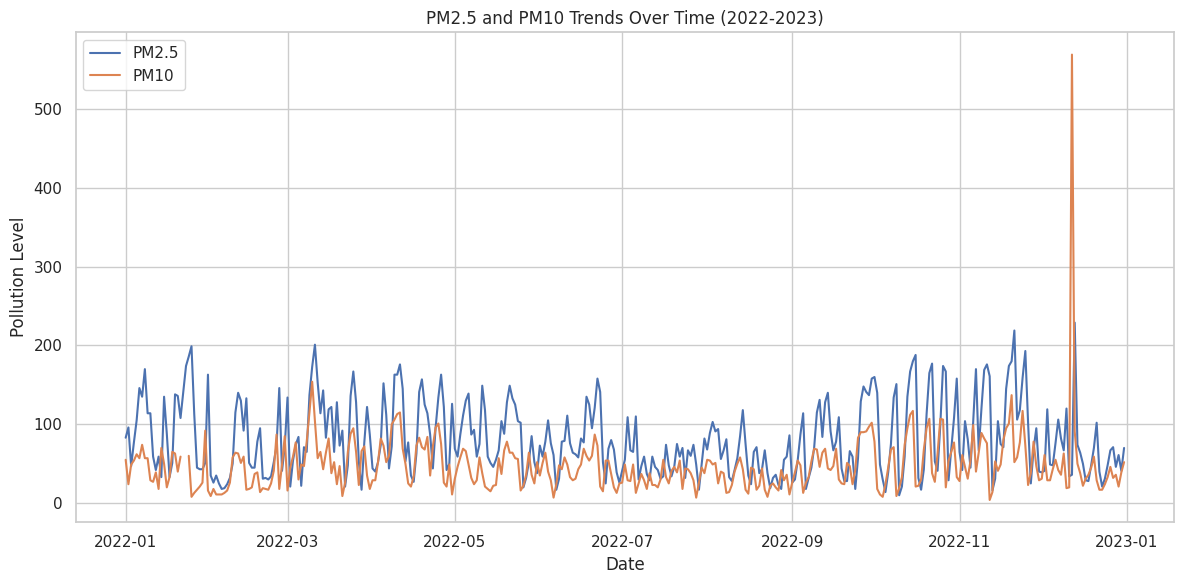 PM2.5 and PM10 Trends Over Time (2022-2023)
PM2.5
PM10
Pollution Level
500
400
300
200
100
0
2022-01 2022-03 2022-05 2022-07 2022-09 2022-11 2023-01
Date